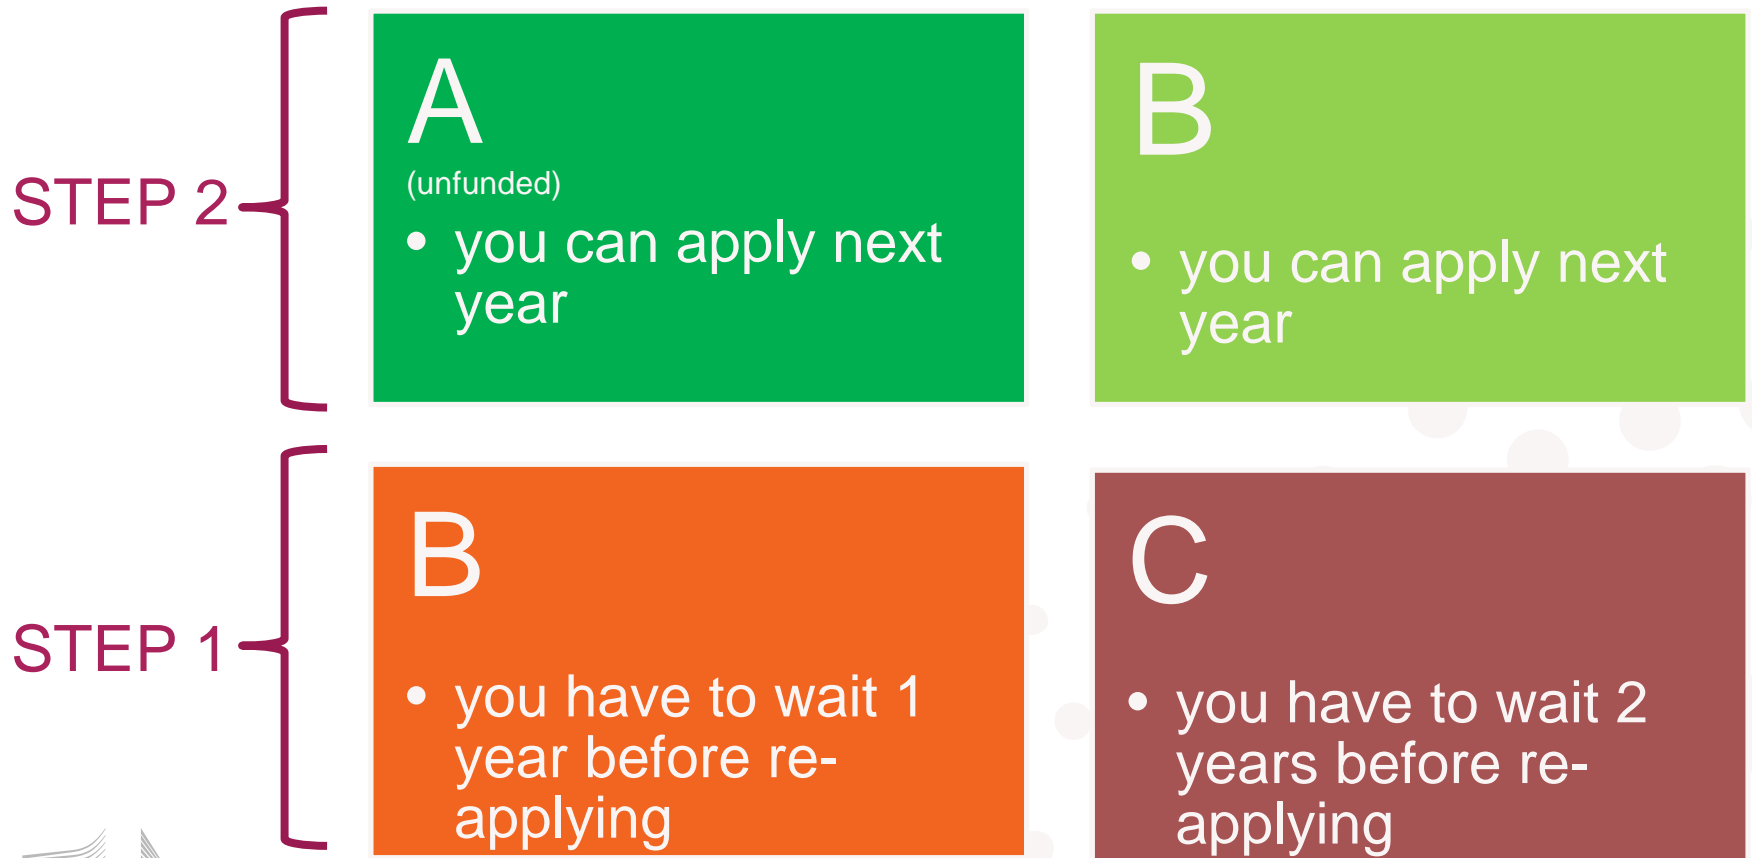 STEP 2
A
(unfunded)
• you can apply next
year
B
• you can apply next
year
STEP 1
B
• you have to wait 1
year before re-
applying
C
• you have to wait 2
years before re-
applying